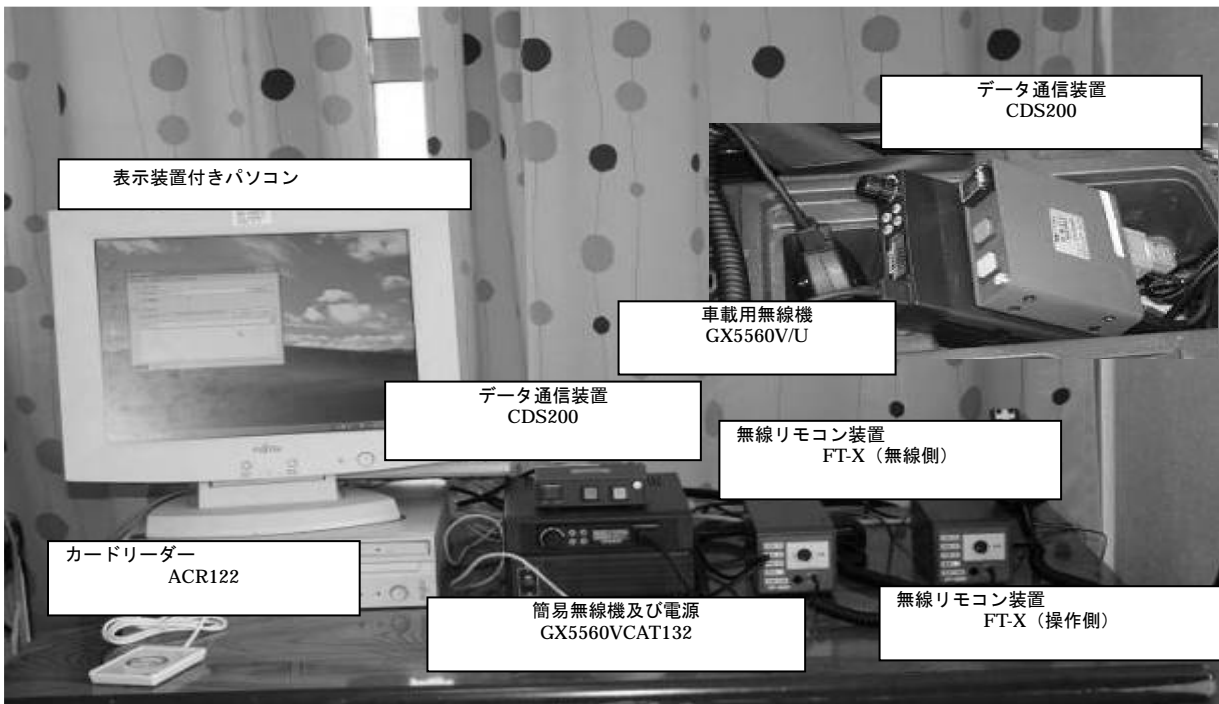 データ通信装置
CDS200
表示装置付きパソコン
車載用無線機
GX5560V/U
データ通信装置
CDS200
無線リモコン装置
FT-X（無線側）
カードリーダー
ACR122
簡易無線機及び電源
GX5560VCAT132
無線リモコン装置
FT-X（操作側）
FUJITSU